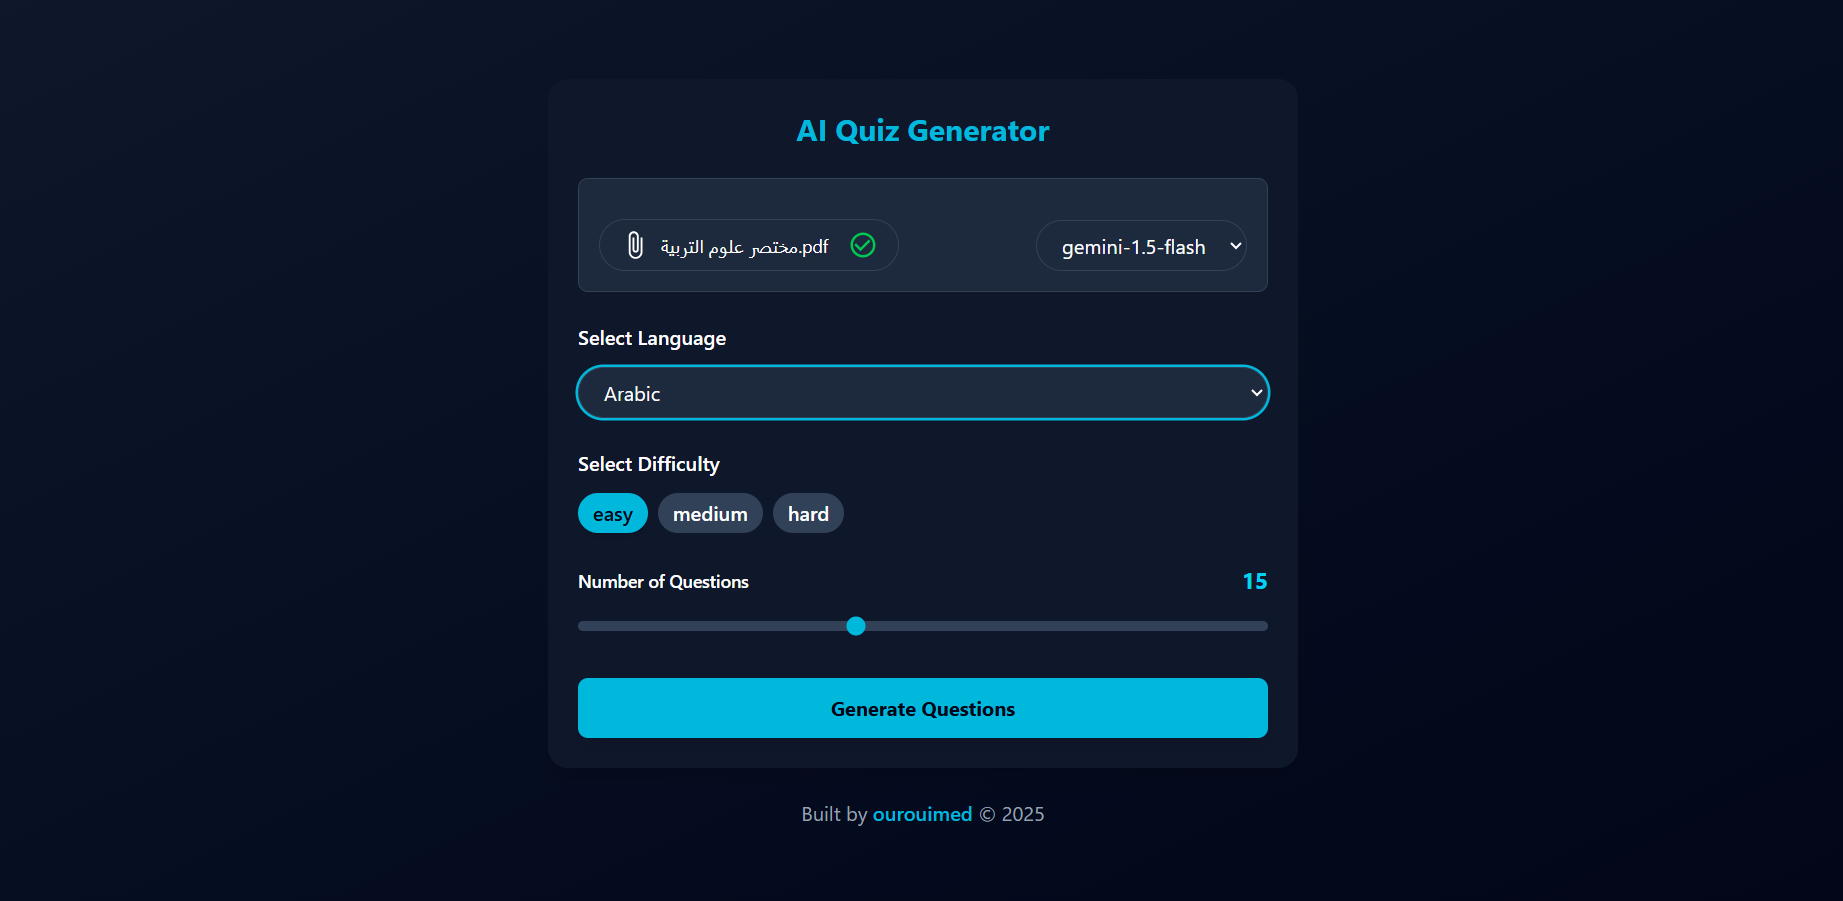 AI Quiz Generator
مختصر علوم التربية.pdf
gemini-1.5-flash
Select Language
Arabic
Select Difficulty
easy medium hard
Number of Questions 15
Generate Questions
Built by ourouimed © 2025